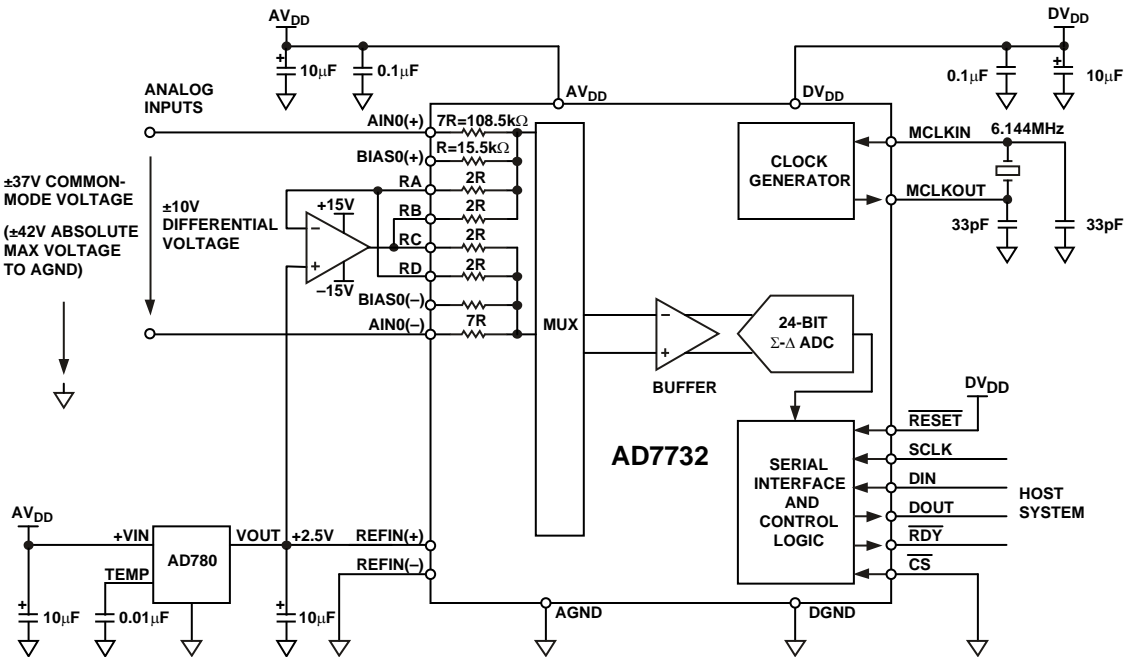 AVDD
10µF
0.1µF
DVDD
0.1µF
10µF
ANALOG
INPUTS
AVDD
DVDD
AIN0(+)
7R=108.5kΩ
BIAS0(+)
R=15.5kΩ
RA
2R
RB
2R
RC
2R
RD
2R
BIAS0(–)
AIN0(–)
7R
±37V COMMON-
MODE VOLTAGE
(±42V ABSOLUTE
MAX VOLTAGE
TO AGND)
±10V
DIFFERENTIAL
VOLTAGE
+15V
–
+
–15V
MUX
CLOCK
GENERATOR
MCLKIN
6.144MHz
MCLKOUT
33pF
33pF
–
+
BUFFER
24-BIT
Σ-Δ ADC
AD7732
SERIAL
INTERFACE
AND
CONTROL
LOGIC
DVDD
RESET
SCLK
DIN
DOUT
RDY
CS
HOST
SYSTEM
AVDD
+VIN
AD780
VOUT
+2.5V
REFIN(+)
TEMP
REFIN(–)
10µF
0.01µF
10µF
AGND
DGND